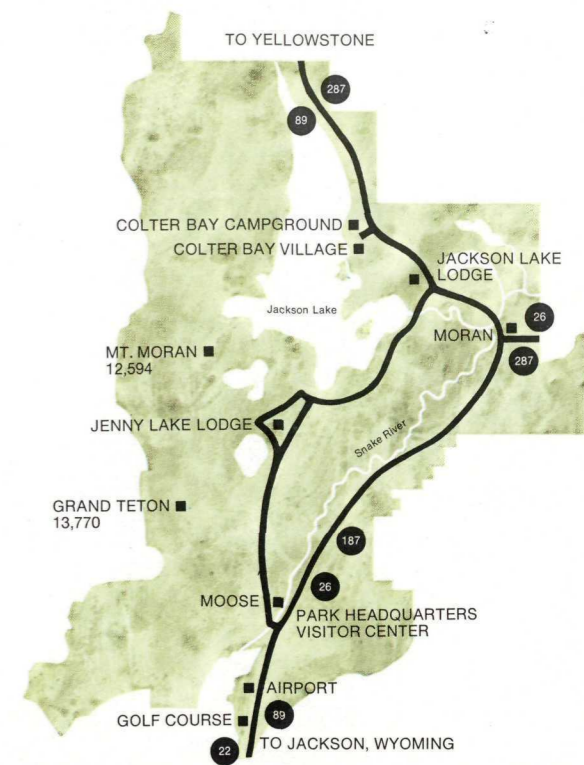 TO YELLOWSTONE
287
89
COLTER BAY CAMPGROUND
COLTER BAY VILLAGE
JACKSON LAKE
LODGE
Jackson Lake
26
MORAN
287
MT. MORAN
12,594
JENNY LAKE LODGE
Snake River
GRAND TETON
13,770
187
26
MOOSE
PARK HEADQUARTERS
VISITOR CENTER
AIRPORT
89
GOLF COURSE
22
TO JACKSON, WYOMING